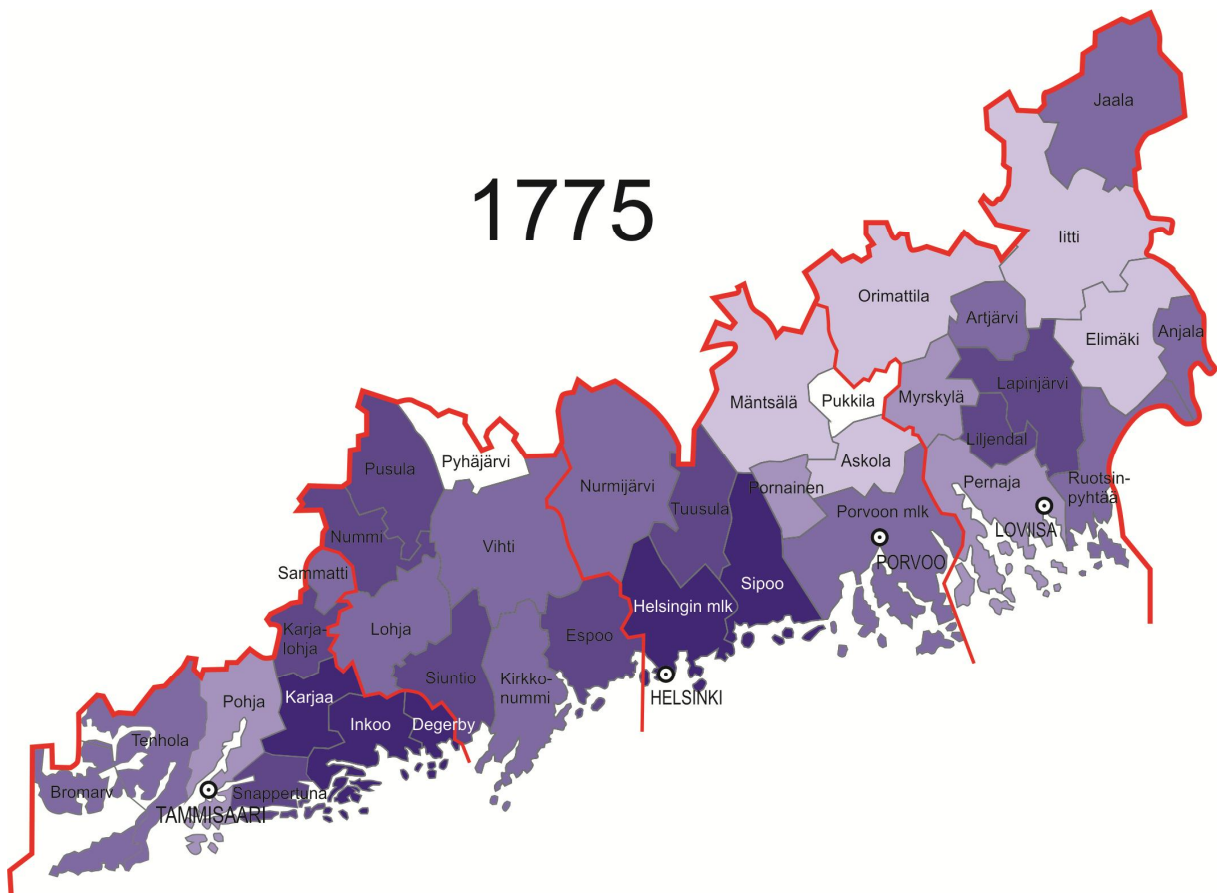 Jaala
1775
Iitti
Orimattila
Artjärvi
Anjala
Elimäki
Mäntsälä
Pukkila
Myrskylä
Lapinjärvi
Liljendal
Askola
Pyhäjärvi
Pusula
Nurmijärvi
Pornainen
Pernaja
Ruotsin-
pyhtää
Tuusula
Porvoon mlk
LOVIISA
Nummi
Vihti
PORVOO
Sammatti
Sipoo
Helsingin mlk
Karja-
lohja
Lohja
Espoo
Siuntio
Kirkko-
nummi
HELSINKI
Pohja
Karjaa
Inkoo
Degerby
Tenhola
Bromarv
Snappertuna
TAMMISAARI